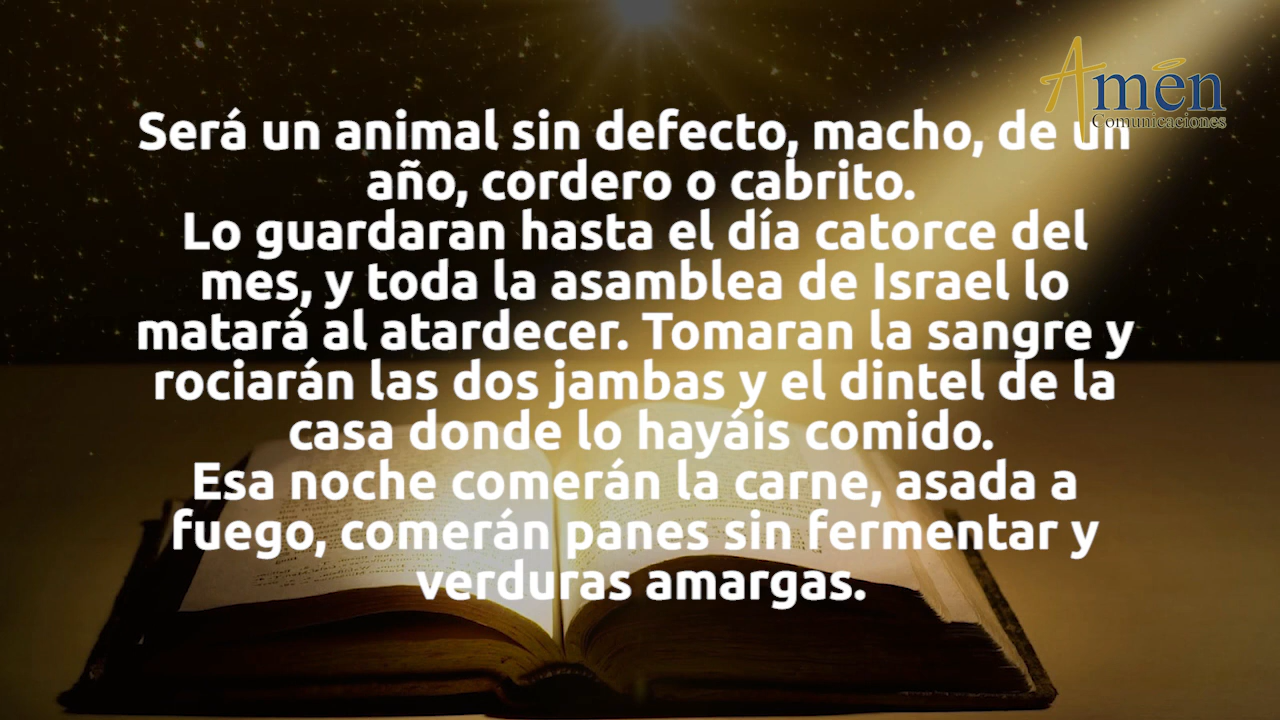 Amén
Comunicaciones
Será un animal sin defecto, macho, de un
año, cordero o cabrito.
Lo guardaran hasta el día catorce del
mes, y toda la asamblea de Israel lo
matará al atardecer. Tomaran la sangre y
rociarán las dos jambas y el dintel de la
casa donde lo hayáis comido.
Esa noche comerán la carne, asada a
fuego, comerán panes sin fermentar y
verduras amargas.